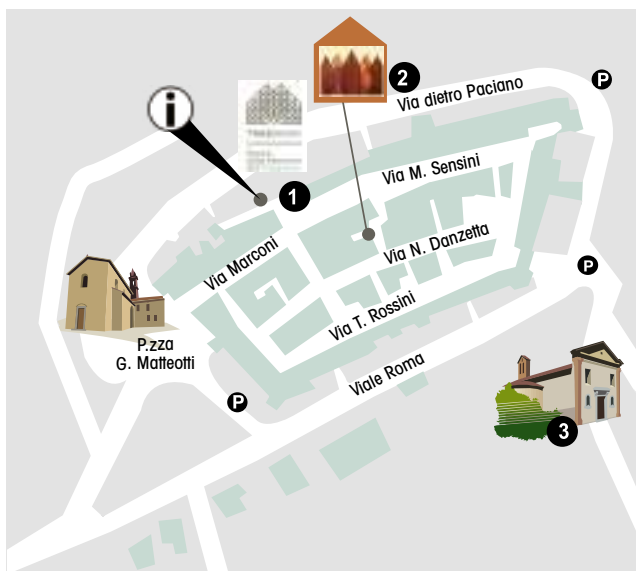 2
P
Via dietro Paciano
i
Via M. Sensini
1
Via N. Danzetta
Via Marconi
P
Via T. Rossini
P.zza
G. Matteotti
Viale Roma
P
3